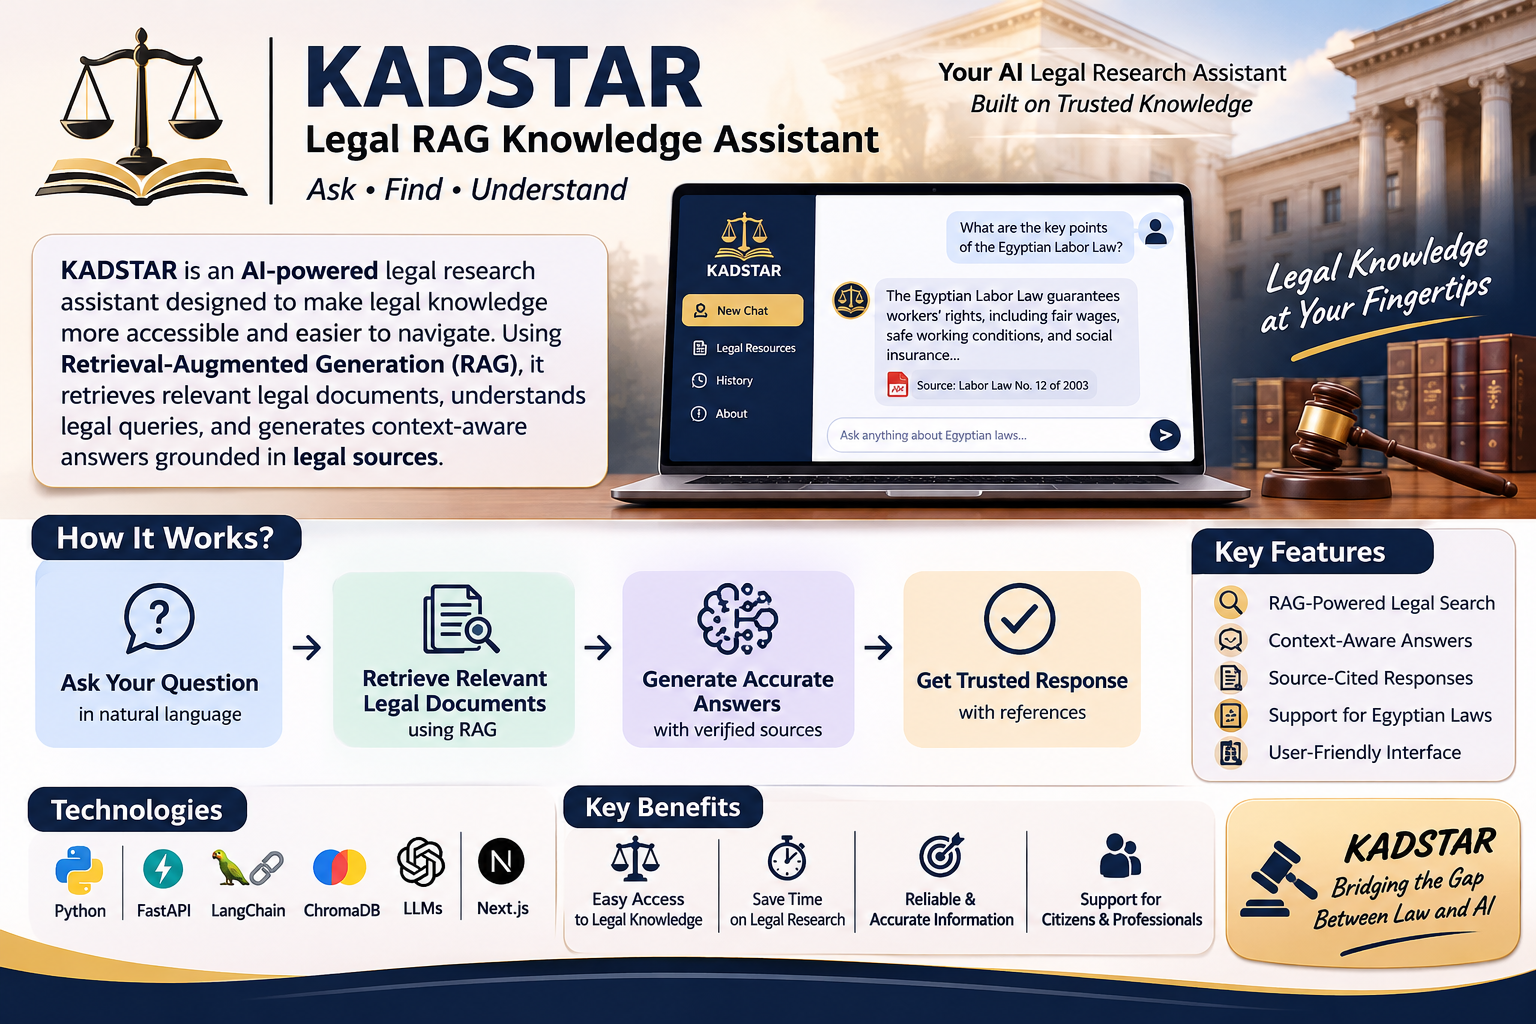 KADSTAR
Legal RAG Knowledge Assistant
Ask • Find • Understand
Your AI Legal Research Assistant
Built on Trusted Knowledge
KADSTAR is an AI-powered legal research
assistant designed to make legal knowledge
more accessible and easier to navigate. Using
Retrieval-Augmented Generation (RAG), it
retrieves relevant legal documents, understands
legal queries, and generates context-aware
answers grounded in legal sources.
KADSTAR
New Chat
Legal Resources
History
About
What are the key points
of the Egyptian Labor Law?
The Egyptian Labor Law guarantees
workers' rights, including fair wages,
safe working conditions, and social
insurance...
Source: Labor Law No. 12 of 2003
Ask anything about Egyptian laws...
Legal Knowledge
at Your Fingertips
How It Works?
Ask Your Question
in natural language
Retrieve Relevant
Legal Documents
using RAG
Generate Accurate
Answers
with verified sources
Get Trusted Response
with references
Key Features
RAG-Powered Legal Search
Context-Aware Answers
Source-Cited Responses
Support for Egyptian Laws
User-Friendly Interface
Technologies
Python
FastAPI
LangChain
ChromaDB
LLMs
N
Next.js
Key Benefits
Easy Access
to Legal Knowledge
Save Time
on Legal Research
Reliable &
Accurate Information
Support for
Citizens & Professionals
KADSTAR
Bridging the Gap
Between Law and AI